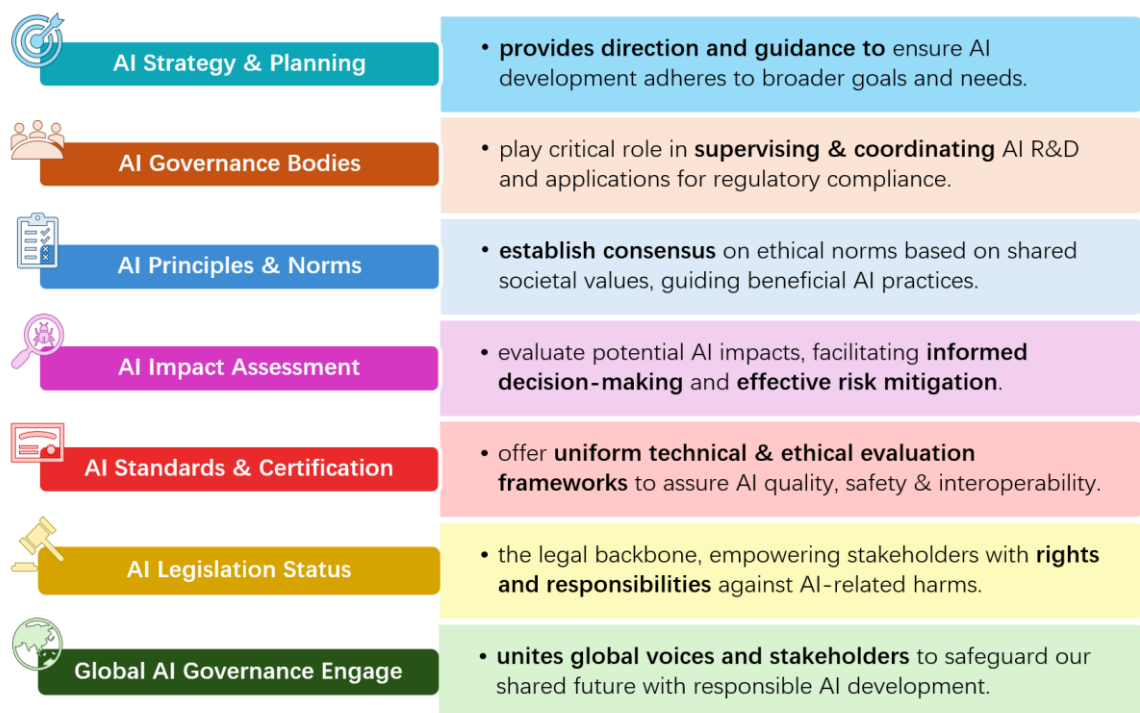 AI Strategy & Planning
• provides direction and guidance to ensure AI
development adheres to broader goals and needs.
AI Governance Bodies
• play critical role in supervising & coordinating AI R&D
and applications for regulatory compliance.
AI Principles & Norms
• establish consensus on ethical norms based on shared
societal values, guiding beneficial AI practices.
AI Impact Assessment
• evaluate potential AI impacts, facilitating informed
decision-making and effective risk mitigation.
AI Standards & Certification
• offer uniform technical & ethical evaluation
frameworks to assure AI quality, safety & interoperability.
AI Legislation Status
• the legal backbone, empowering stakeholders with rights
and responsibilities against AI-related harms.
Global AI Governance Engage
• unites global voices and stakeholders to safeguard our
shared future with responsible AI development.